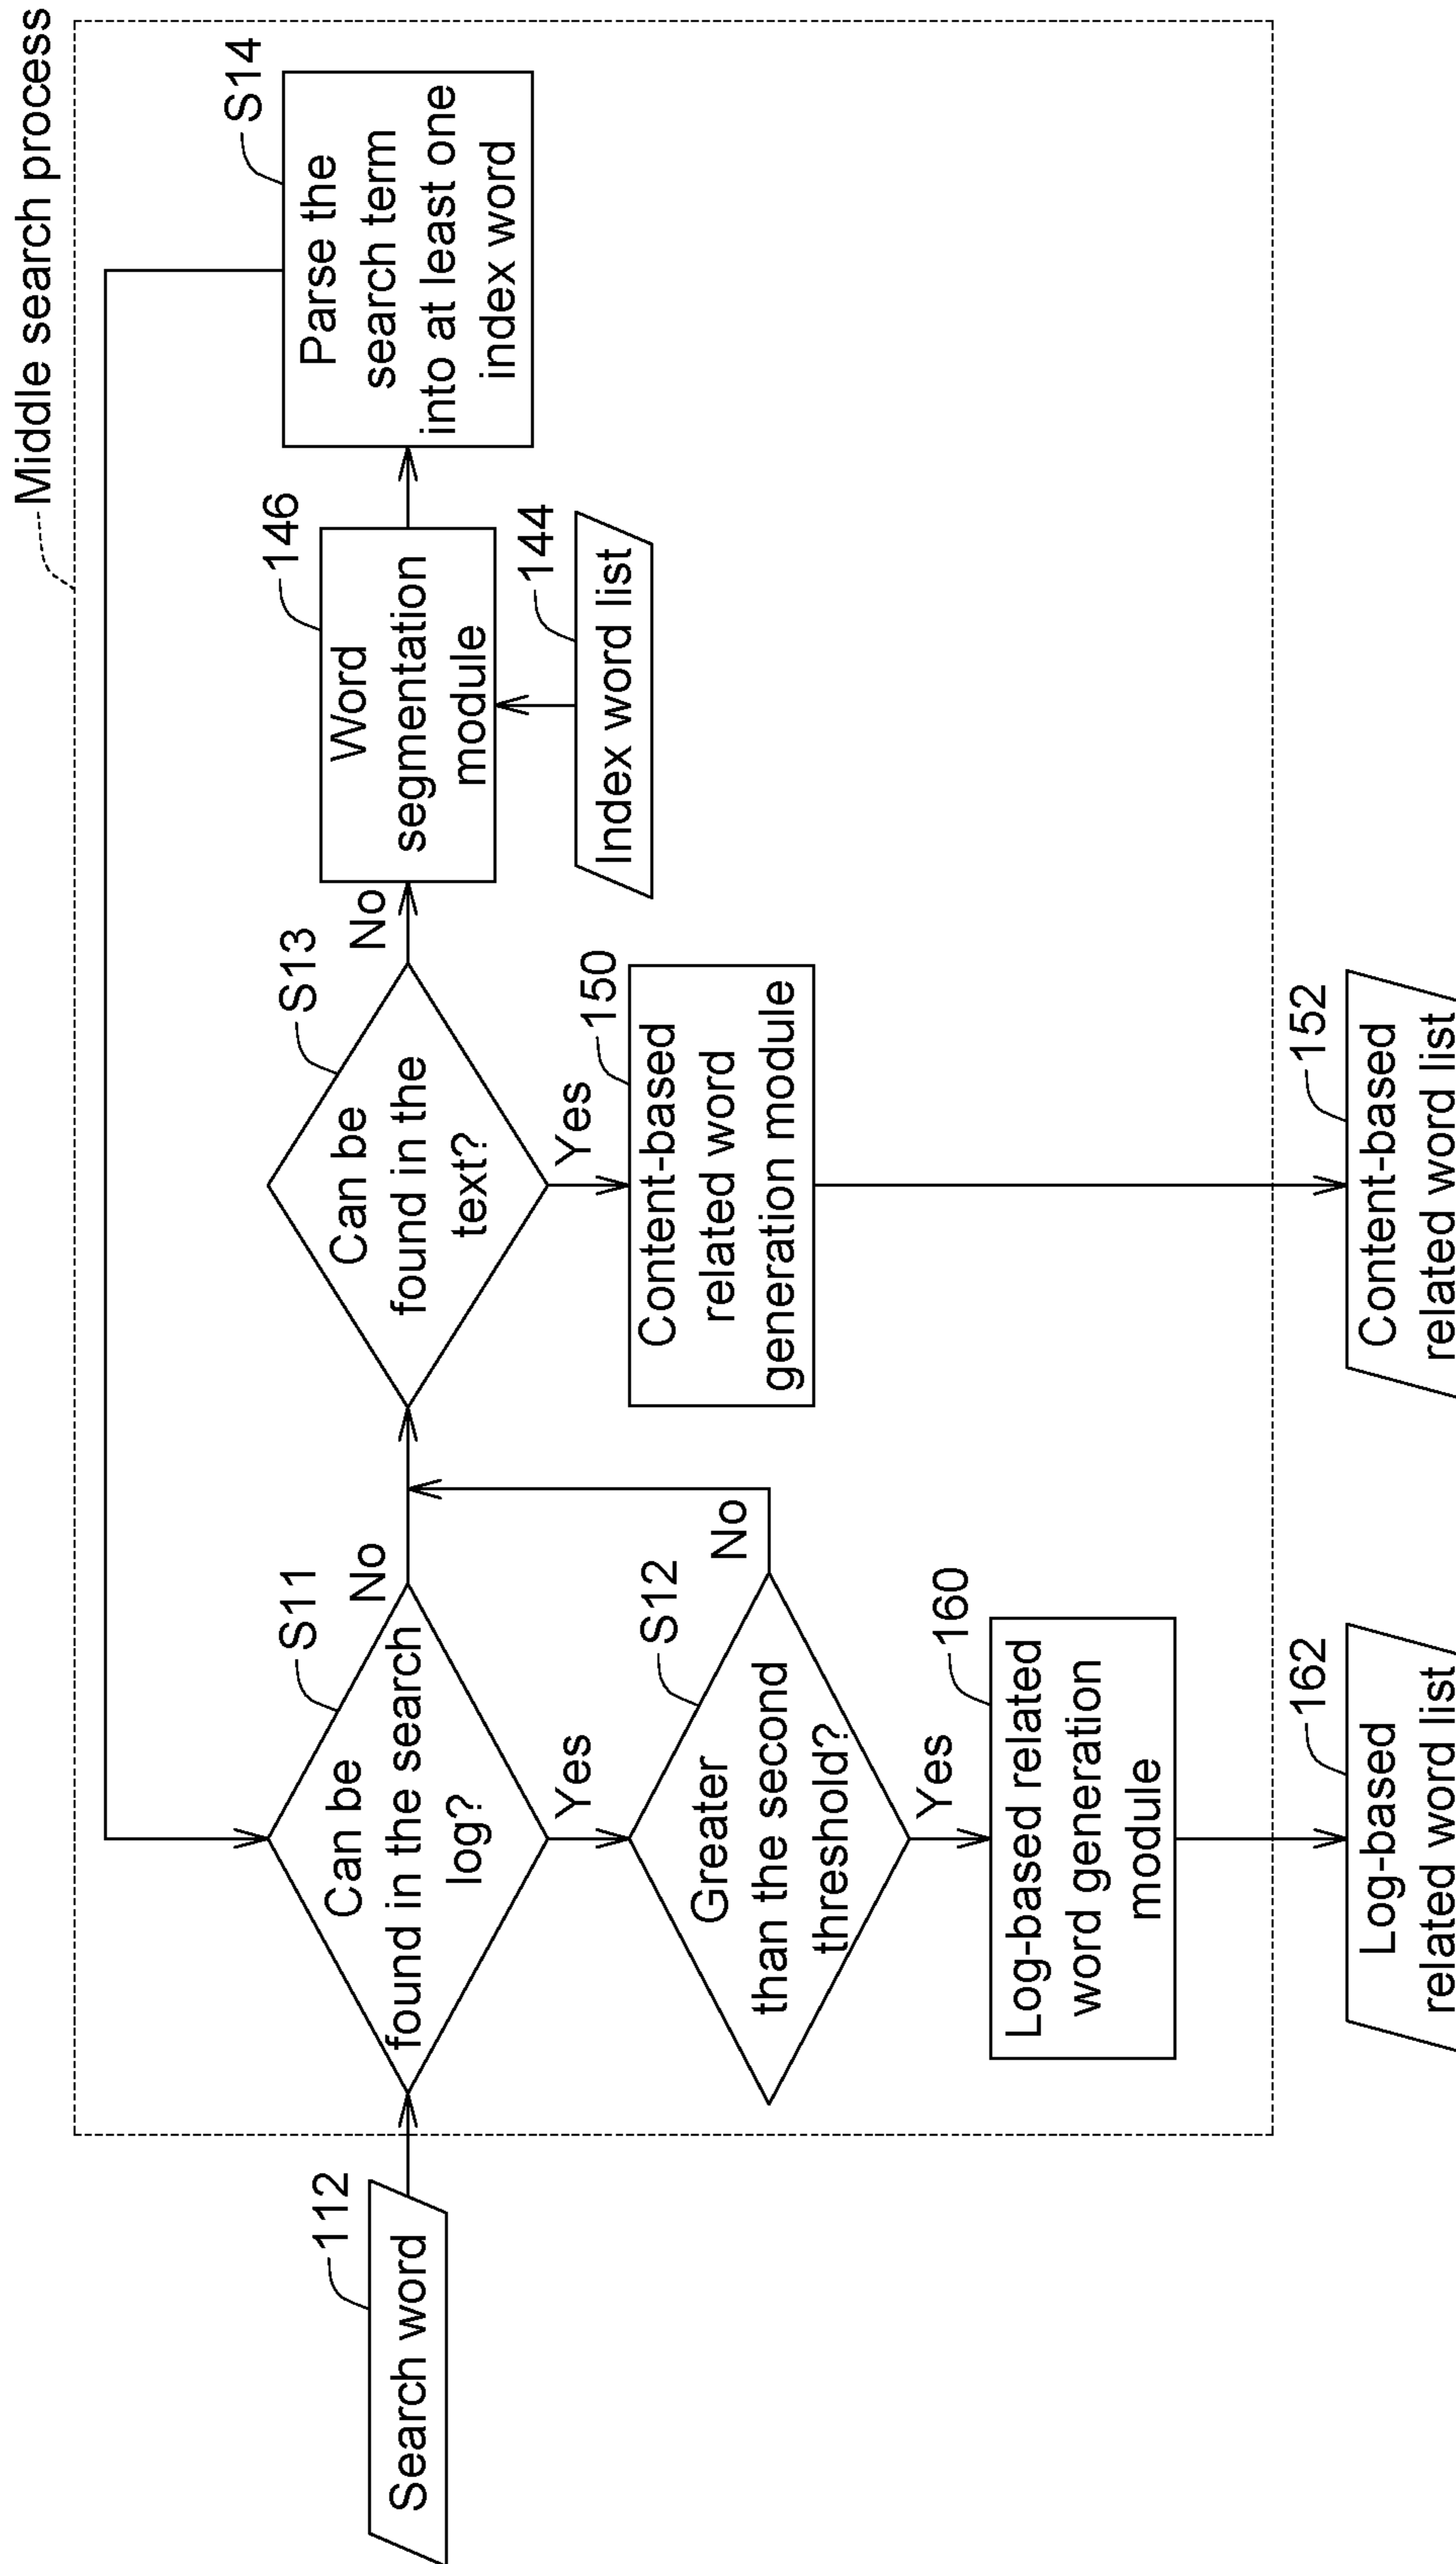 Middle search process
112
Search word
S11
Can be
found in the search
log?
No
Yes
S12
Greater
than the second
threshold?
No
Yes
160
Log-based related
word generation
module
162
Log-based
related word list
S13
Can be
found in the
text?
No
Yes
150
Content-based
related word
generation module
152
Content-based
related word list
146
Word
segmentation
module
144
Index word list
S14
Parse the
search term
into at least one
index word